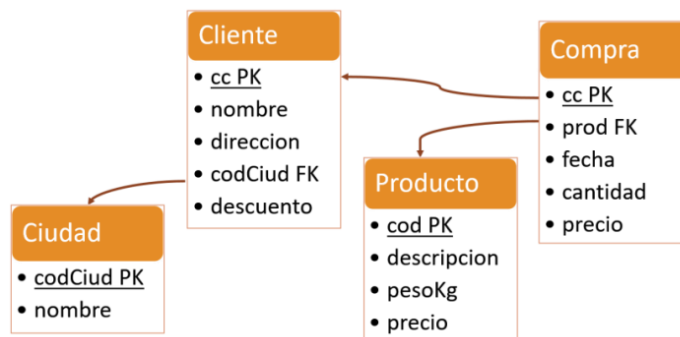 Cliente
• cc PK
• nombre
• direccion
• codCiud FK
• descuento
Compra
• cc PK
• prod FK
• fecha
• cantidad
• precio
Producto
• cod PK
• descripcion
• pesoKg
• precio
Ciudad
• codCiud PK
• nombre